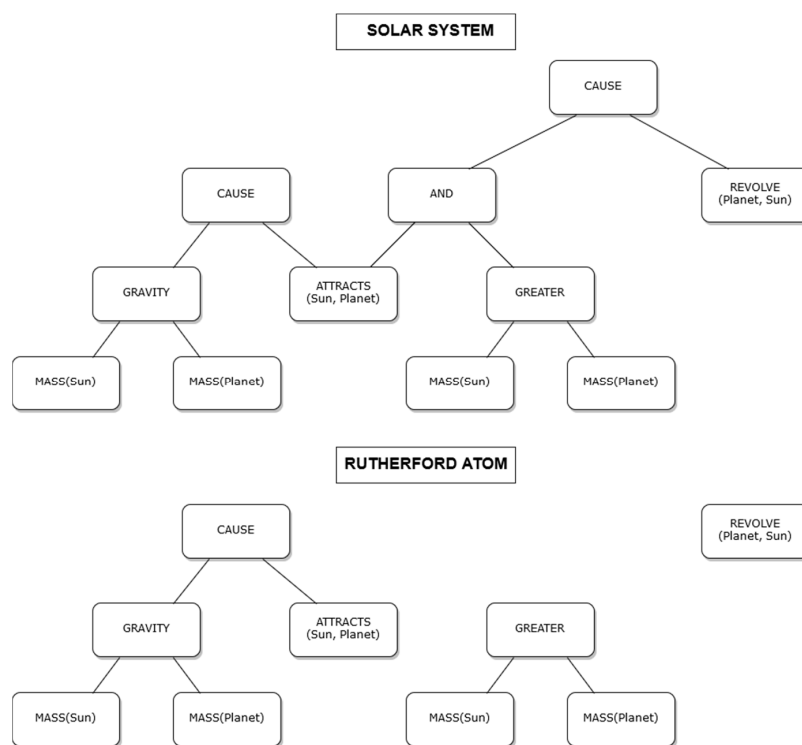 SOLAR SYSTEM
CAUSE
CAUSE
AND
REVOLVE
(Planet, Sun)
GRAVITY
ATTRACTS
(Sun, Planet)
GREATER
MASS(Sun)
MASS(Planet)
MASS(Sun)
MASS(Planet)
RUTHERFORD ATOM
CAUSE
REVOLVE
(Planet, Sun)
GRAVITY
ATTRACTS
(Sun, Planet)
GREATER
MASS(Sun)
MASS(Planet)
MASS(Sun)
MASS(Planet)